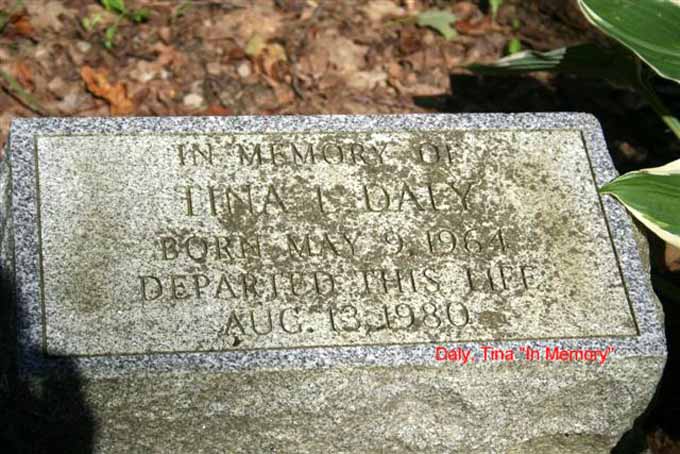 IN MEMORY OF
TINA L DALY
BORN MAY 9, 1964
DEPARTED THIS LIFE
AUG. 13, 1980
Daly, Tina "In Memory"